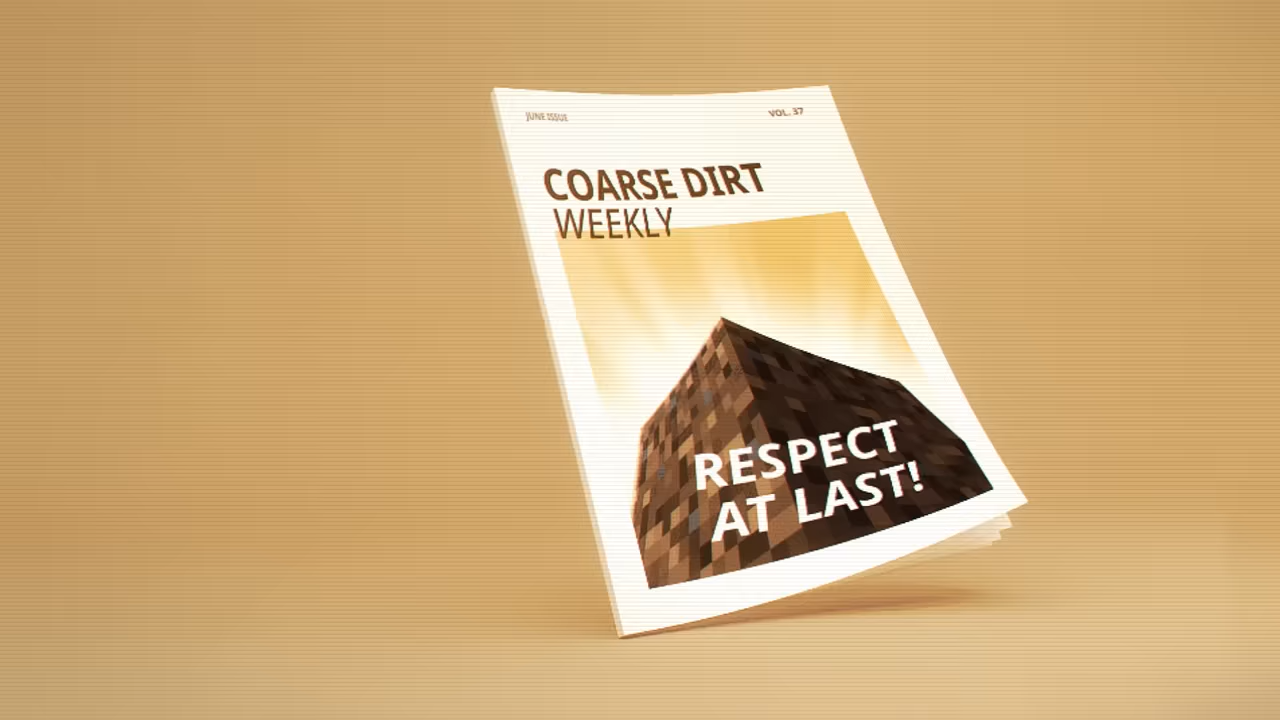 JUNE ISSUE
VOL. 37
COARSE DIRT
WEEKLY
RESPECT
AT LAST!